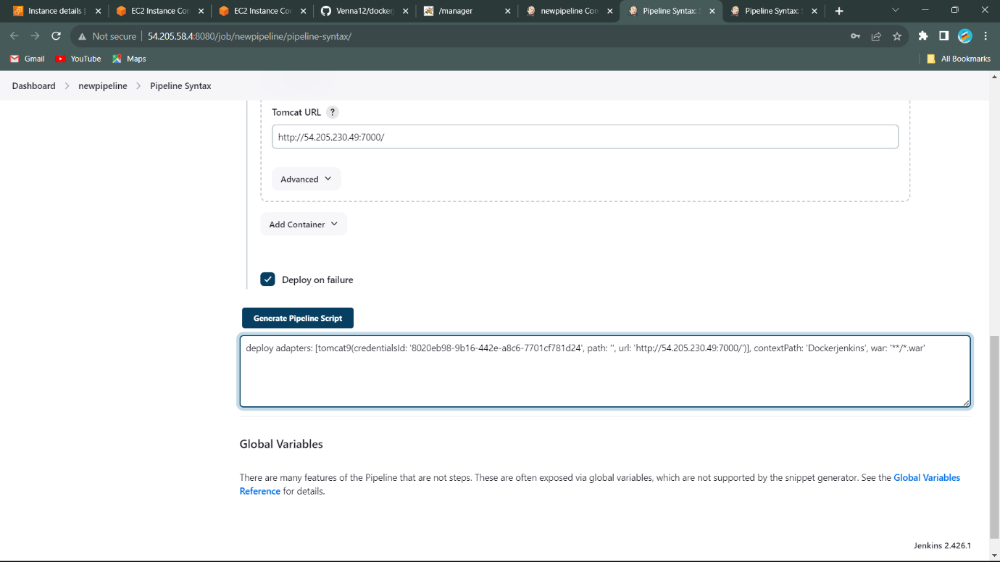 Instance details |
EC2 Instance Con
EC2 Instance Con
Venna12/docker
/manager
newpipeline Con
Pipeline Syntax: S
Pipeline Syntax: S
Not secure
54.205.58.4:8080/job/newpipeline/pipeline-syntax/
Gmail
YouTube
Maps
All Bookmarks
Dashboard
newpipeline
Pipeline Syntax
Tomcat URL ?
http://54.205.230.49:7000/
Advanced
Add Container
Deploy on failure
Generate Pipeline Script
deploy adapters: [tomcat9(credentialsId: '8020eb98-9b16-442e-a8c6-7701cf781d24', path: '', url: 'http://54.205.230.49:7000/')], contextPath: 'Dockerjenkins', war: '**/*.war'
Global Variables
There are many features of the Pipeline that are not steps. These are often exposed via global variables, which are not supported by the snippet generator. See the Global Variables
Reference for details.
Jenkins 2.426.1